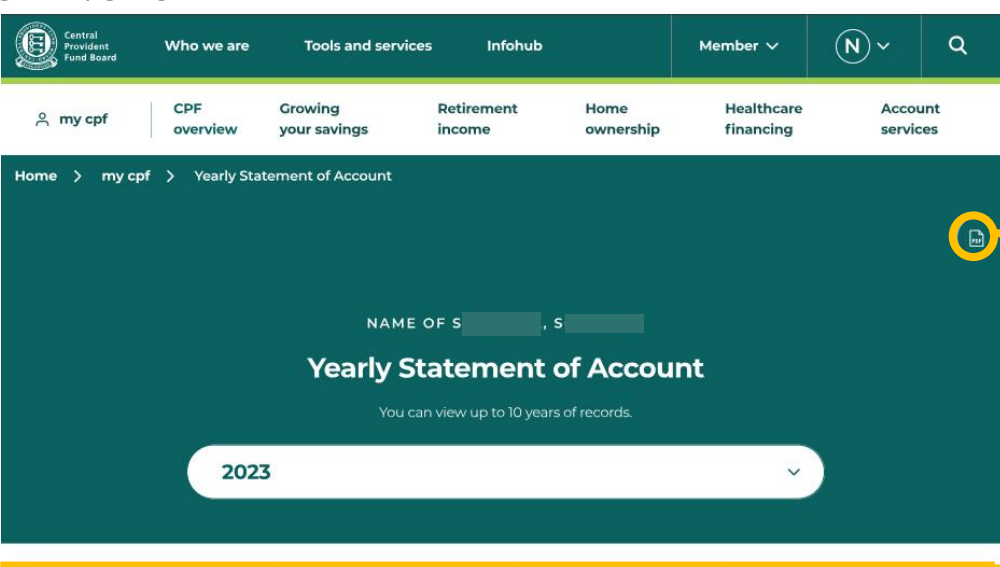 Central
Provident
Fund Board
Who we are
Tools and services
Infohub
Member
N
my cpf
CPF
overview
Growing
your savings
Retirement
income
Home
ownership
Healthcare
financing
Account
services
Home > my cpf > Yearly Statement of Account
PDF
NAME OF S , S
Yearly Statement of Account
You can view up to 10 years of records.
2023